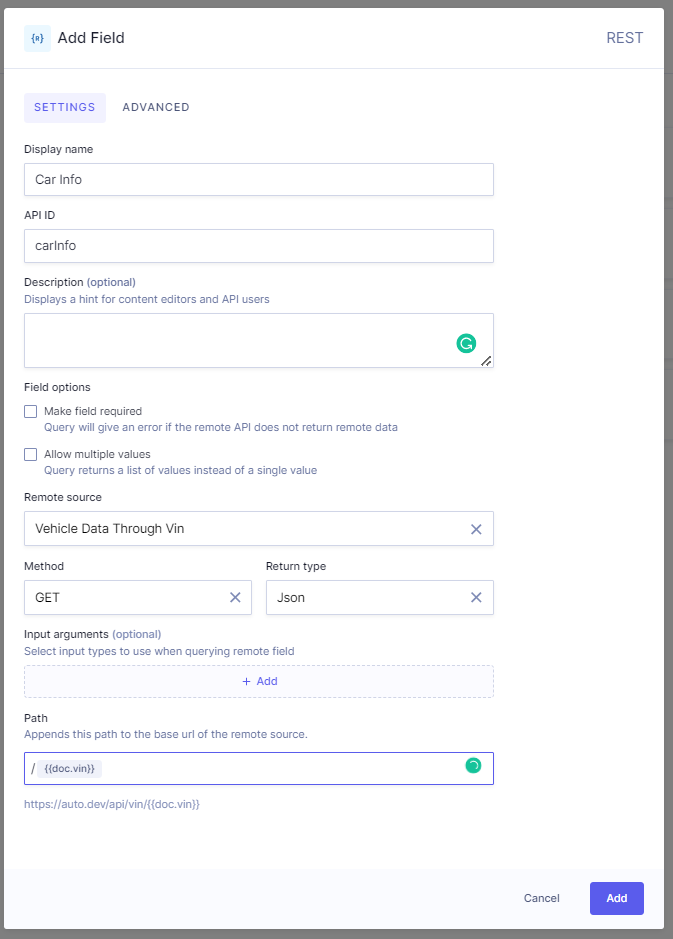 {R} Add Field REST
SETTINGS ADVANCED
Display name
Car Info
API ID
carInfo
Description (optional)
Displays a hint for content editors and API users
Field options
Make field required
Query will give an error if the remote API does not return remote data
Allow multiple values
Query returns a list of values instead of a single value
Remote source
Vehicle Data Through Vin
Method Return type
GET Json
Input arguments (optional)
Select input types to use when querying remote field
+ Add
Path
Appends this path to the base url of the remote source.
/ {{doc.vin}}
https://auto.dev/api/vin/{{doc.vin}}
Cancel Add